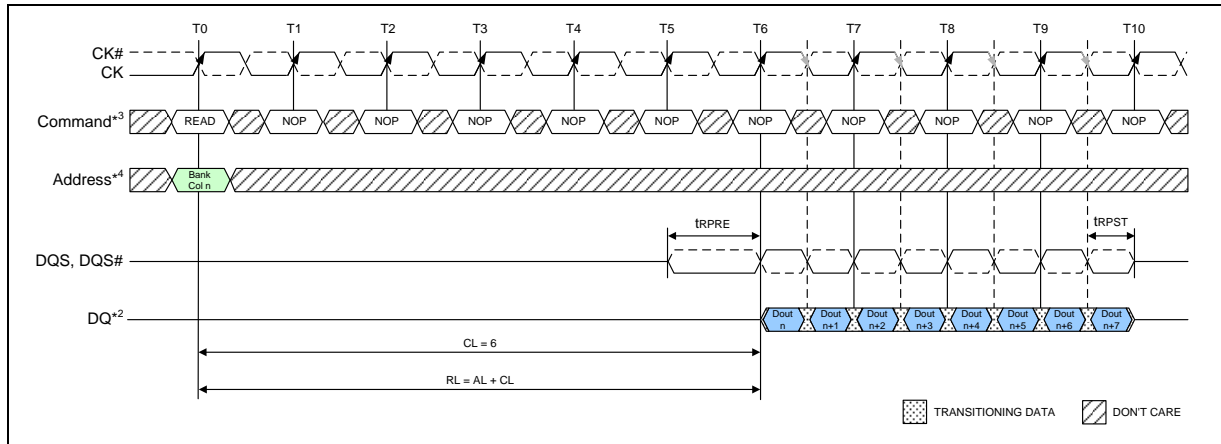 T0 T1 T2 T3 T4 T5 T6 T7 T8 T9 T10
CK#
CK
Command*3 READ NOP NOP NOP NOP NOP NOP NOP NOP NOP NOP
Address*4 Bank
Col n
tRPRE tRPST
DQS, DQS#
DQ*2 Dout Dout Dout Dout Dout Dout Dout Dout
n n+1 n+2 n+3 n+4 n+5 n+6 n+7
CL = 6
RL = AL + CL
TRANSITIONING DATA DON'T CARE